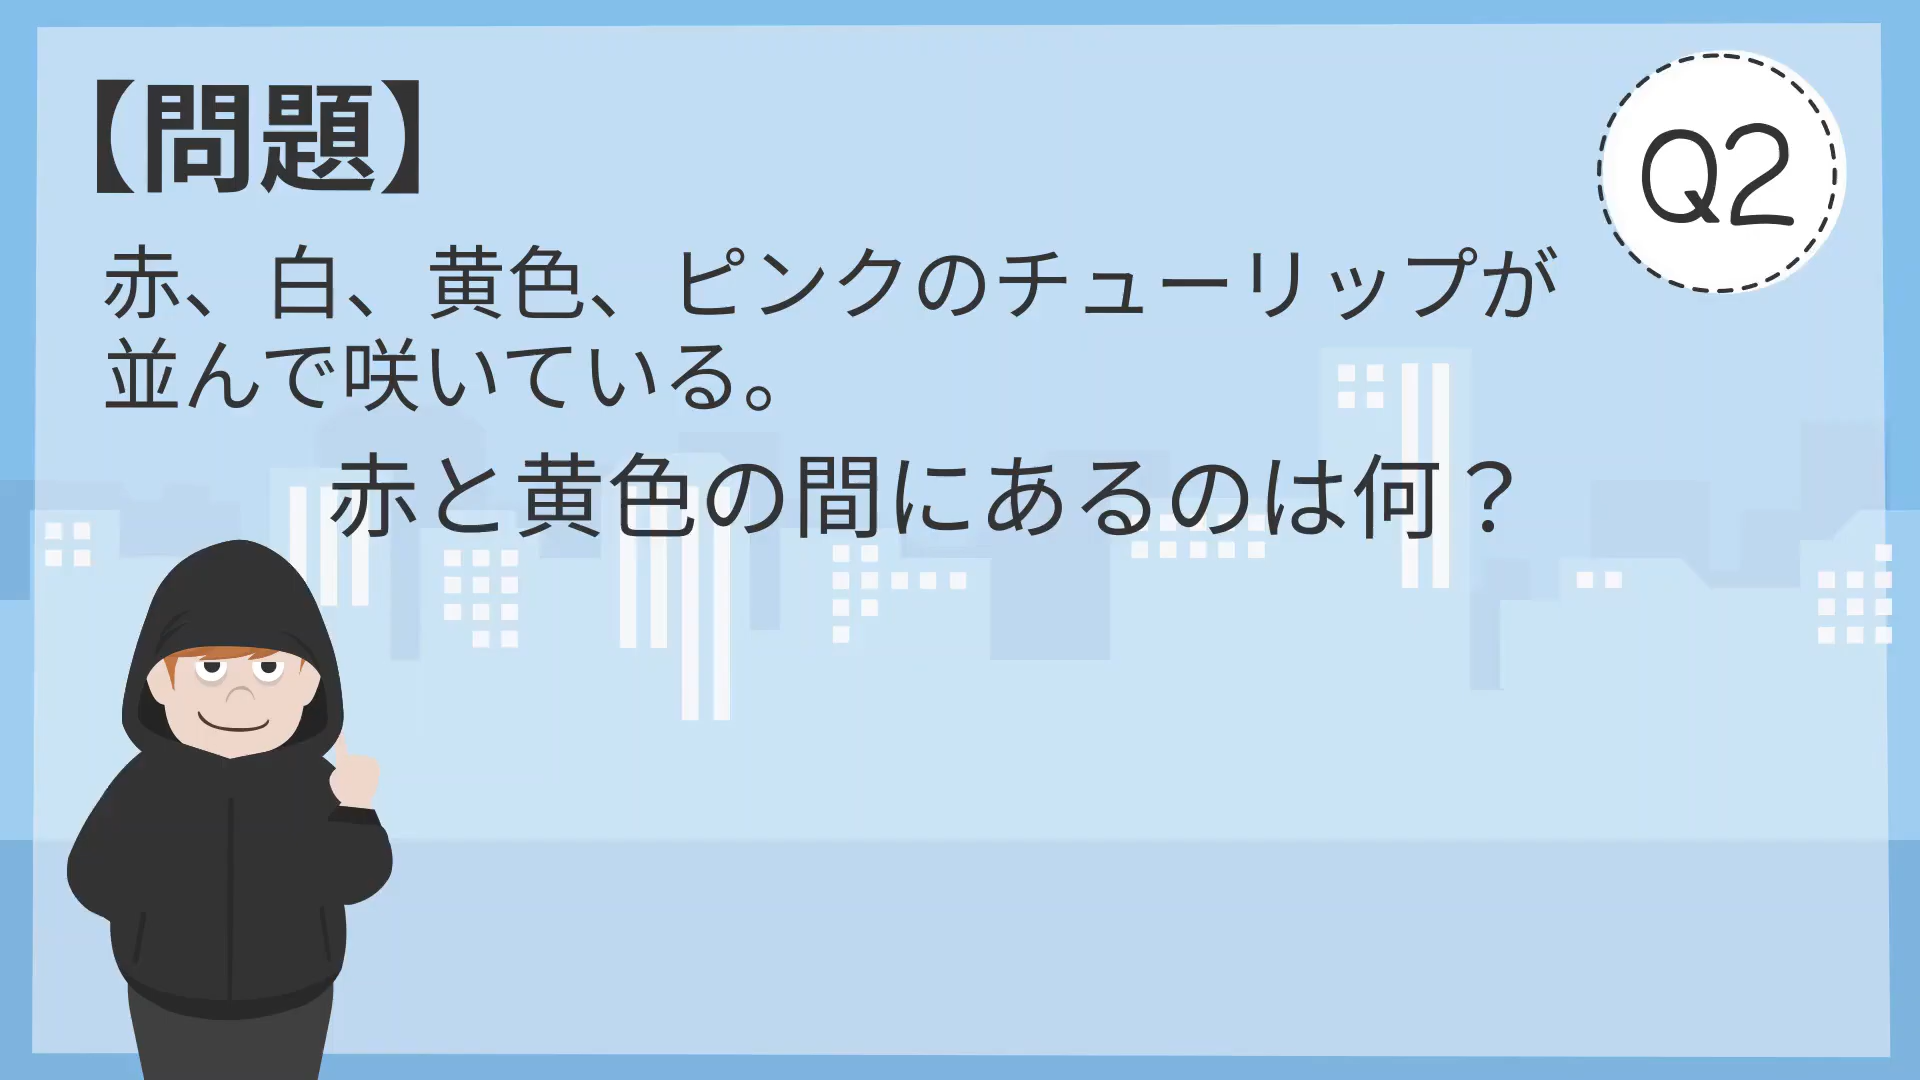 【問題】
Q2
赤、白、黄色、ピンクのチューリップが
並んで咲いている。
赤と黄色の間にあるのは何？